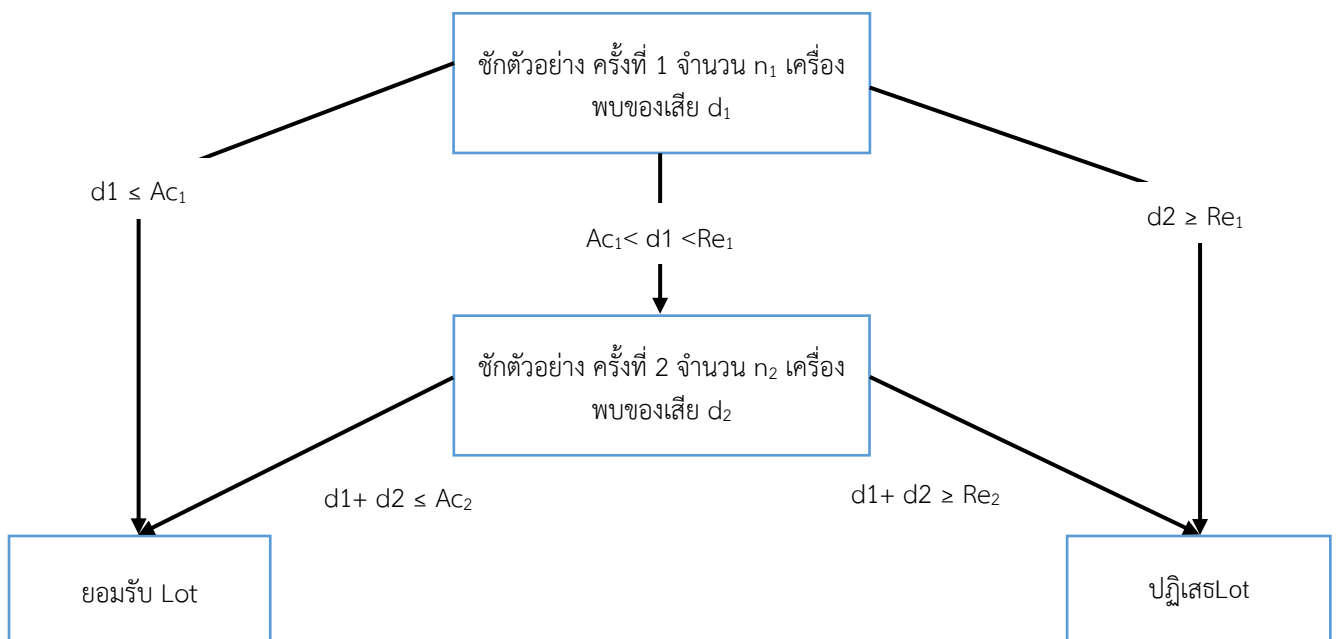 ชักตัวอย่าง ครั้งที่ 1 จำนวน n₁ เครื่อง
พบของเสีย d₁
d1 ≤ Ac₁
Ac₁< d1 <Re₁
d2 ≥ Re₁
ชักตัวอย่าง ครั้งที่ 2 จำนวน n₂ เครื่อง
พบของเสีย d₂
d1+ d2 ≤ Ac₂
d1+ d2 ≥ Re₂
ยอมรับ Lot
ปฏิเสธLot